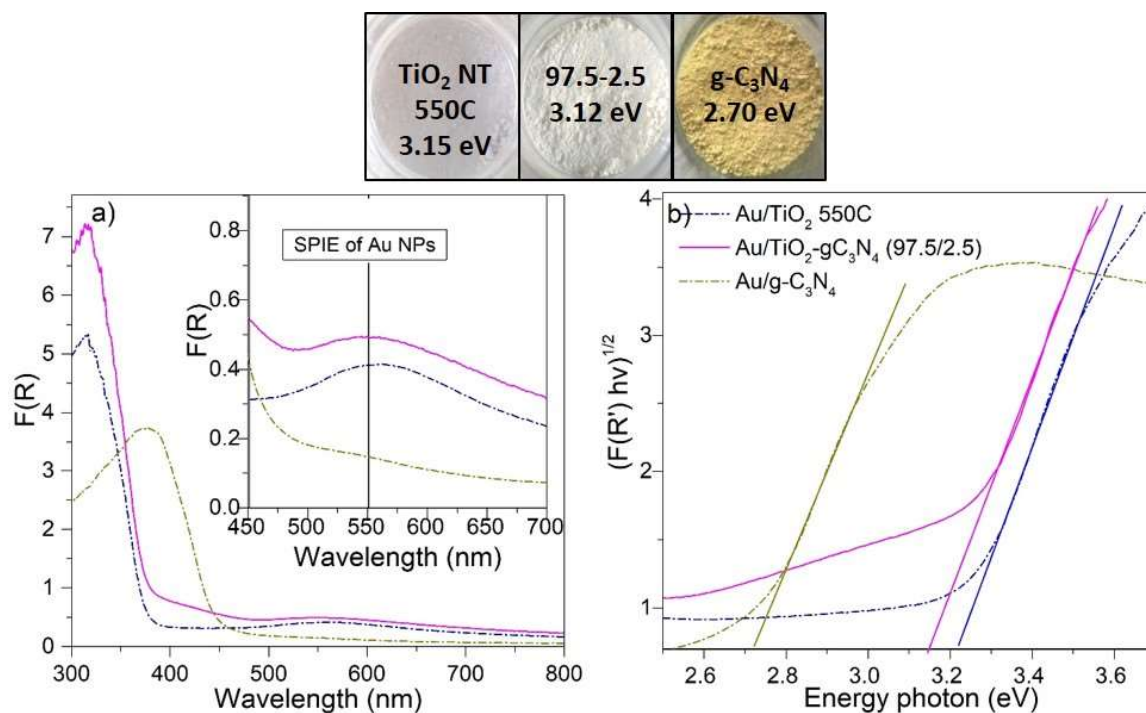 TiO₂ NT
550C
3.15 eV
97.5-2.5
3.12 eV
g-C₃N₄
2.70 eV
a)
7
6
5
4
3
2
1
0
F(R)
300 400 500 600 700 800
Wavelength (nm)
SPIE of Au NPs
0.8
0.6
0.4
0.2
0.0
F(R)
450 500 550 600 650 700
Wavelength (nm)
b)
Au/TiO₂ 550C
Au/TiO₂-gC₃N₄ (97.5/2.5)
Au/g-C₃N₄
4
3
2
1
(F(R') hν)^1/2
2.6 2.8 3.0 3.2 3.4 3.6
Energy photon (eV)